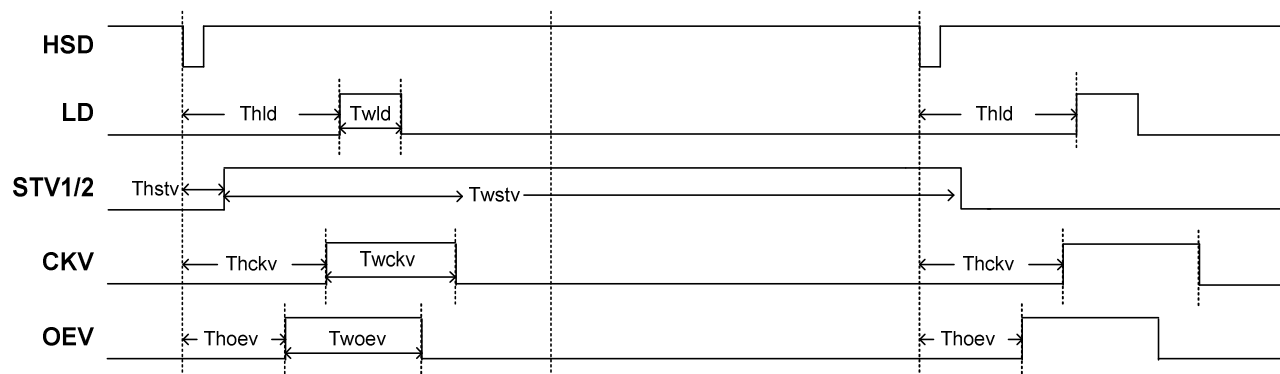 HSD
LD Thld Twld Thld
STV1/2 Thstv Twstv
CKV Thckv Twckv Thckv
OEV Thoev Twoev Thoev